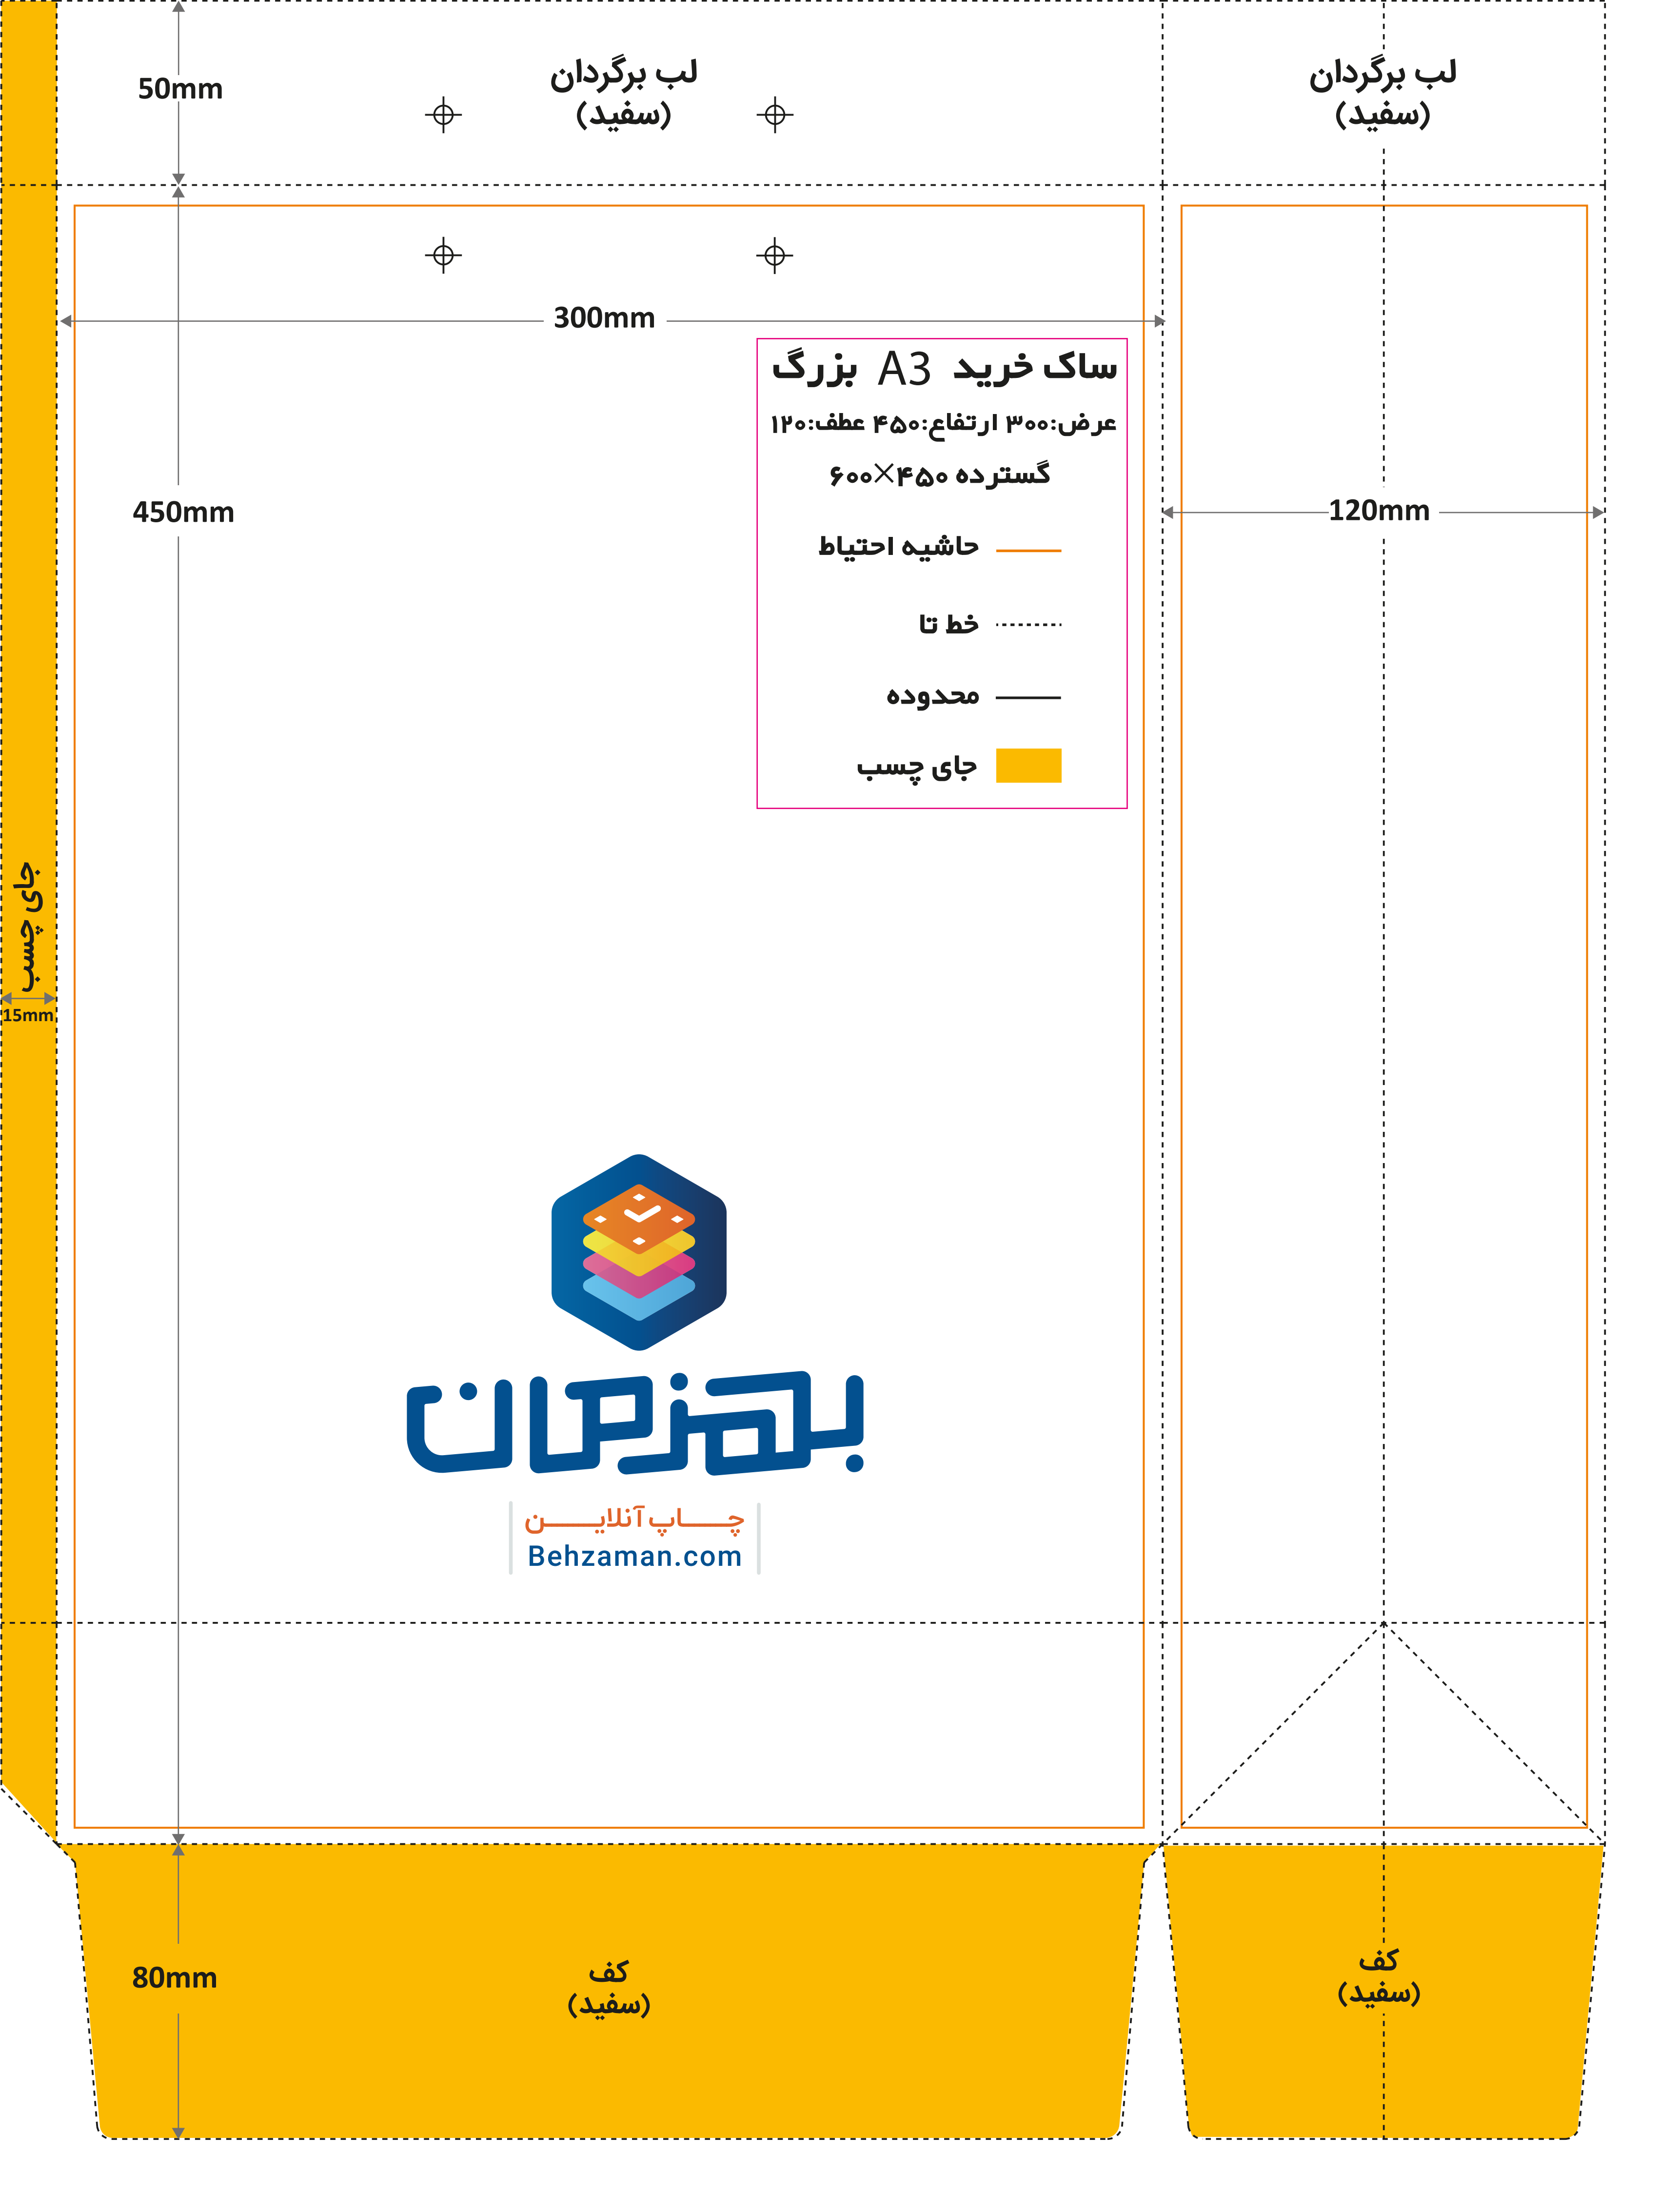 50mm
لب برگردان
(سفید)
لب برگردان
(سفید)
300mm
ساک خرید A3 بزرگ
عرض:۳۰۰ ارتفاع:۴۵۰ عطف:۱۲۰
گسترده ۴۵۰×۶۰۰
حاشیه احتیاط
خط تا
محدوده
جای چسب
450mm
120mm
جای چسب
15mm
بهزمان
چاپ آنلاین
Behzaman.com
80mm
کف
(سفید)
کف
(سفید)